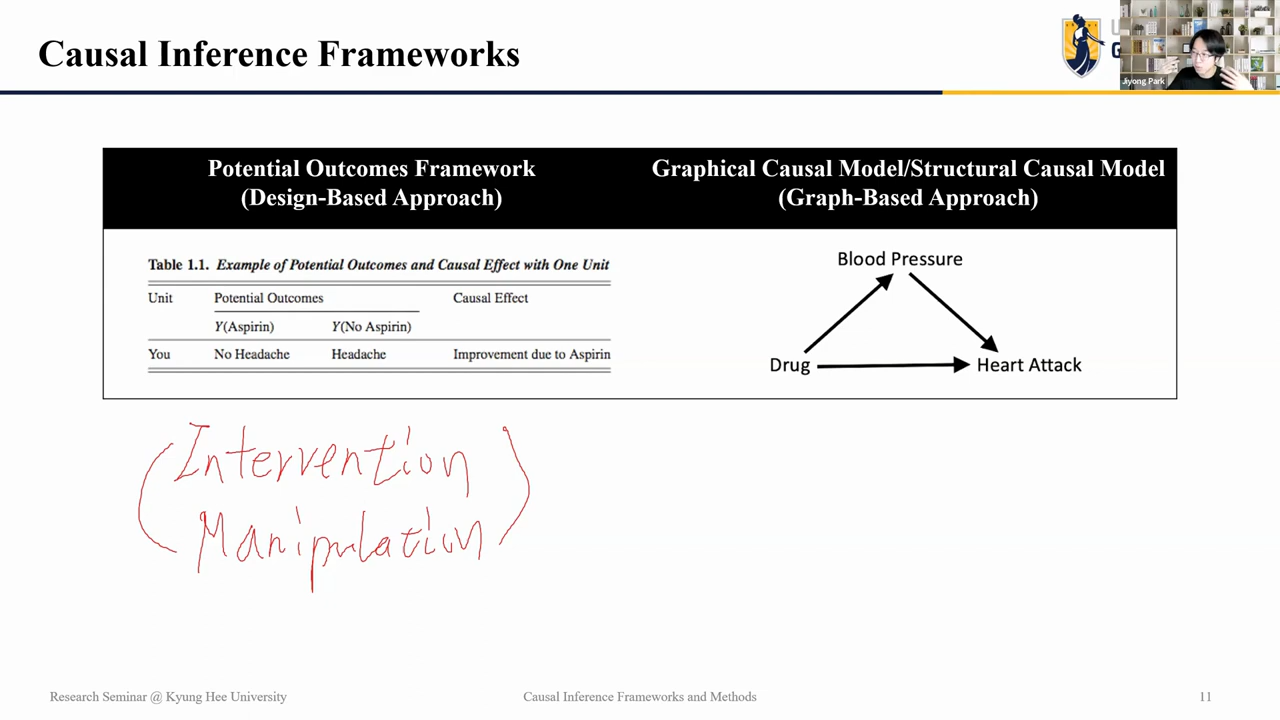 Causal Inference Frameworks
Jiyong Park
Potential Outcomes Framework
(Design-Based Approach)
Graphical Causal Model/Structural Causal Model
(Graph-Based Approach)
Table 1.1. Example of Potential Outcomes and Causal Effect with One Unit
Unit Potential Outcomes Causal Effect
Y(Aspirin) Y(No Aspirin)
You No Headache Headache Improvement due to Aspirin
Blood Pressure
Drug Heart Attack
(Intervention
Manipulation)
Research Seminar @ Kyung Hee University Causal Inference Frameworks and Methods 11